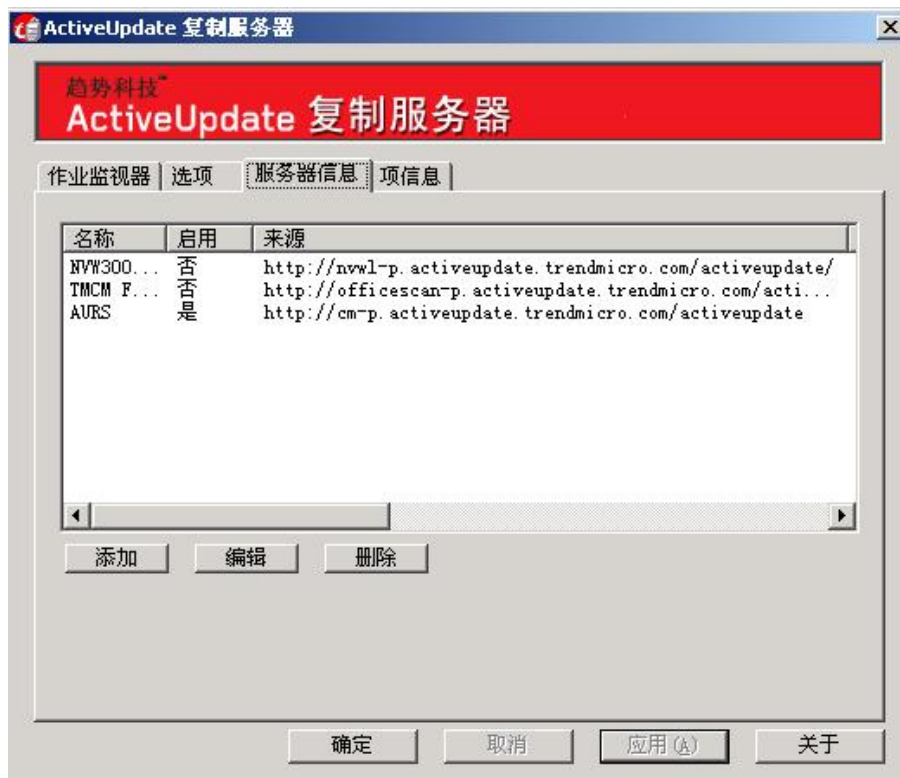 ActiveUpdate 复制服务器
趋势科技™
ActiveUpdate 复制服务器
作业监视器 选项 服务器信息 项信息
名称 启用 来源
NVW300... 否 http://nvwl-p.activeupdate.trendmicro.com/activeupdate/
TMCM F... 否 http://officescan-p.activeupdate.trendmicro.com/acti...
AURS 是 http://cm-p.activeupdate.trendmicro.com/activeupdate
添加 编辑 删除
确定 取消 应用(A) 关于